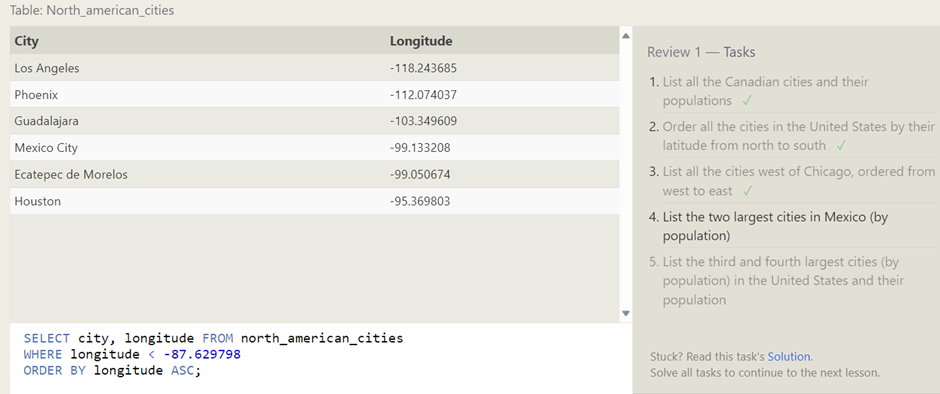 Table: North_american_cities
City Longitude
Los Angeles -118.243685
Phoenix -112.074037
Guadalajara -103.349609
Mexico City -99.133208
Ecatepec de Morelos -99.050674
Houston -95.369803
SELECT city, longitude FROM north_american_cities
WHERE longitude < -87.629798
ORDER BY longitude ASC;
Review 1 — Tasks
1. List all the Canadian cities and their
populations ✓
2. Order all the cities in the United States by their
latitude from north to south ✓
3. List all the cities west of Chicago, ordered from
west to east ✓
4. List the two largest cities in Mexico (by
population)
5. List the third and fourth largest cities (by
population) in the United States and their
population
Stuck? Read this task's Solution.
Solve all tasks to continue to the next lesson.